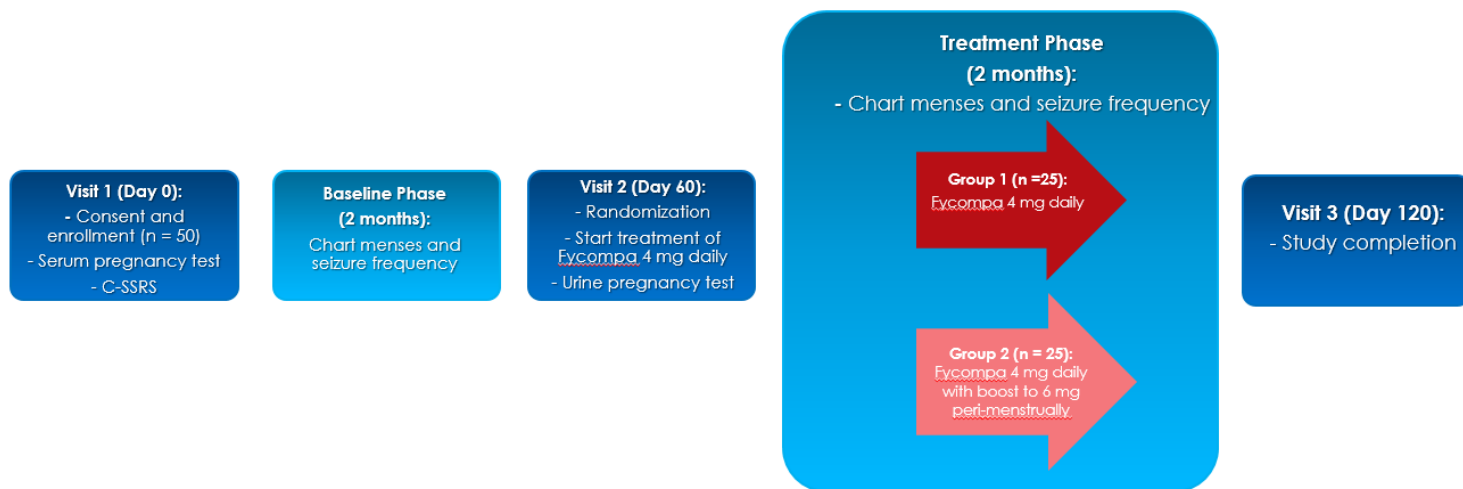 Visit 1 (Day 0):
- Consent and
enrollment (n = 50)
- Serum pregnancy test
- C-SSRS
Baseline Phase
(2 months):
Chart menses and
seizure frequency
Visit 2 (Day 60):
- Randomization
- Start treatment of
Fycompa 4 mg daily
- Urine pregnancy test
Treatment Phase
(2 months):
- Chart menses and seizure frequency
Group 1 (n =25):
Fycompa 4 mg daily
Group 2 (n = 25):
Fycompa 4 mg daily
with boost to 6 mg
peri-menstrually
Visit 3 (Day 120):
- Study completion